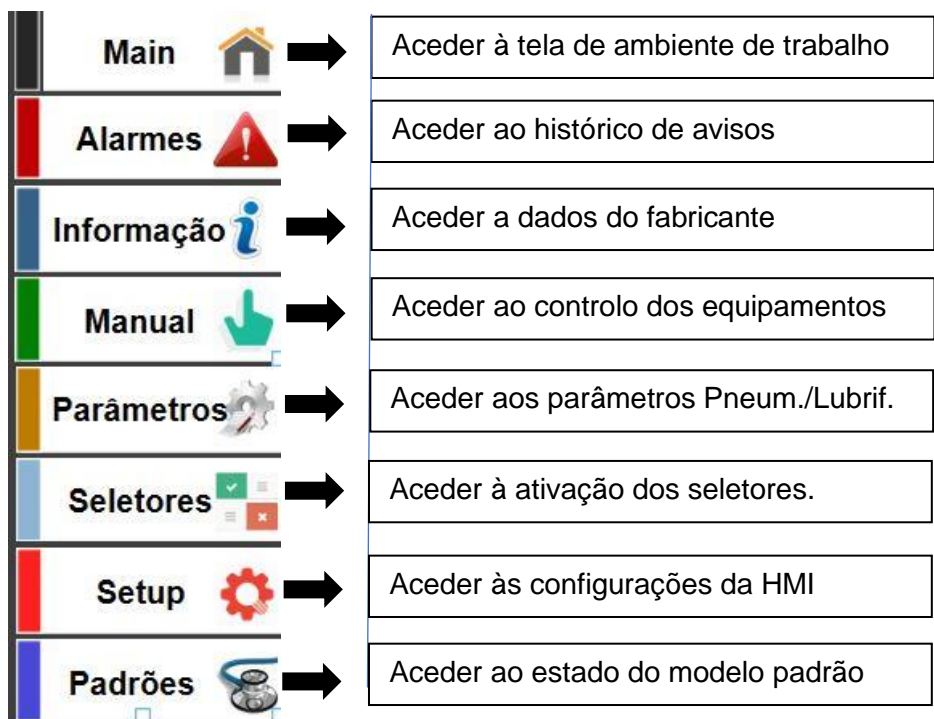 Main
Aceder à tela de ambiente de trabalho
Alarmes
Aceder ao histórico de avisos
Informação
Aceder a dados do fabricante
Manual
Aceder ao controlo dos equipamentos
Parâmetros
Aceder aos parâmetros Pneum./Lubrif.
Seletores
Aceder à ativação dos seletores.
Setup
Aceder às configurações da HMI
Padrões
Aceder ao estado do modelo padrão